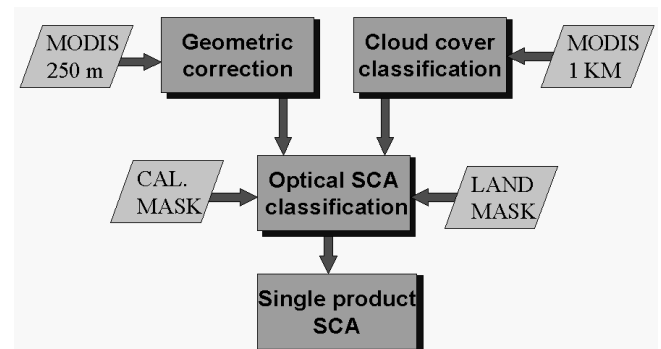 MODIS
250 m
Geometric
correction
Cloud cover
classification
MODIS
1 KM
CAL.
MASK
Optical SCA
classification
LAND
MASK
Single product
SCA